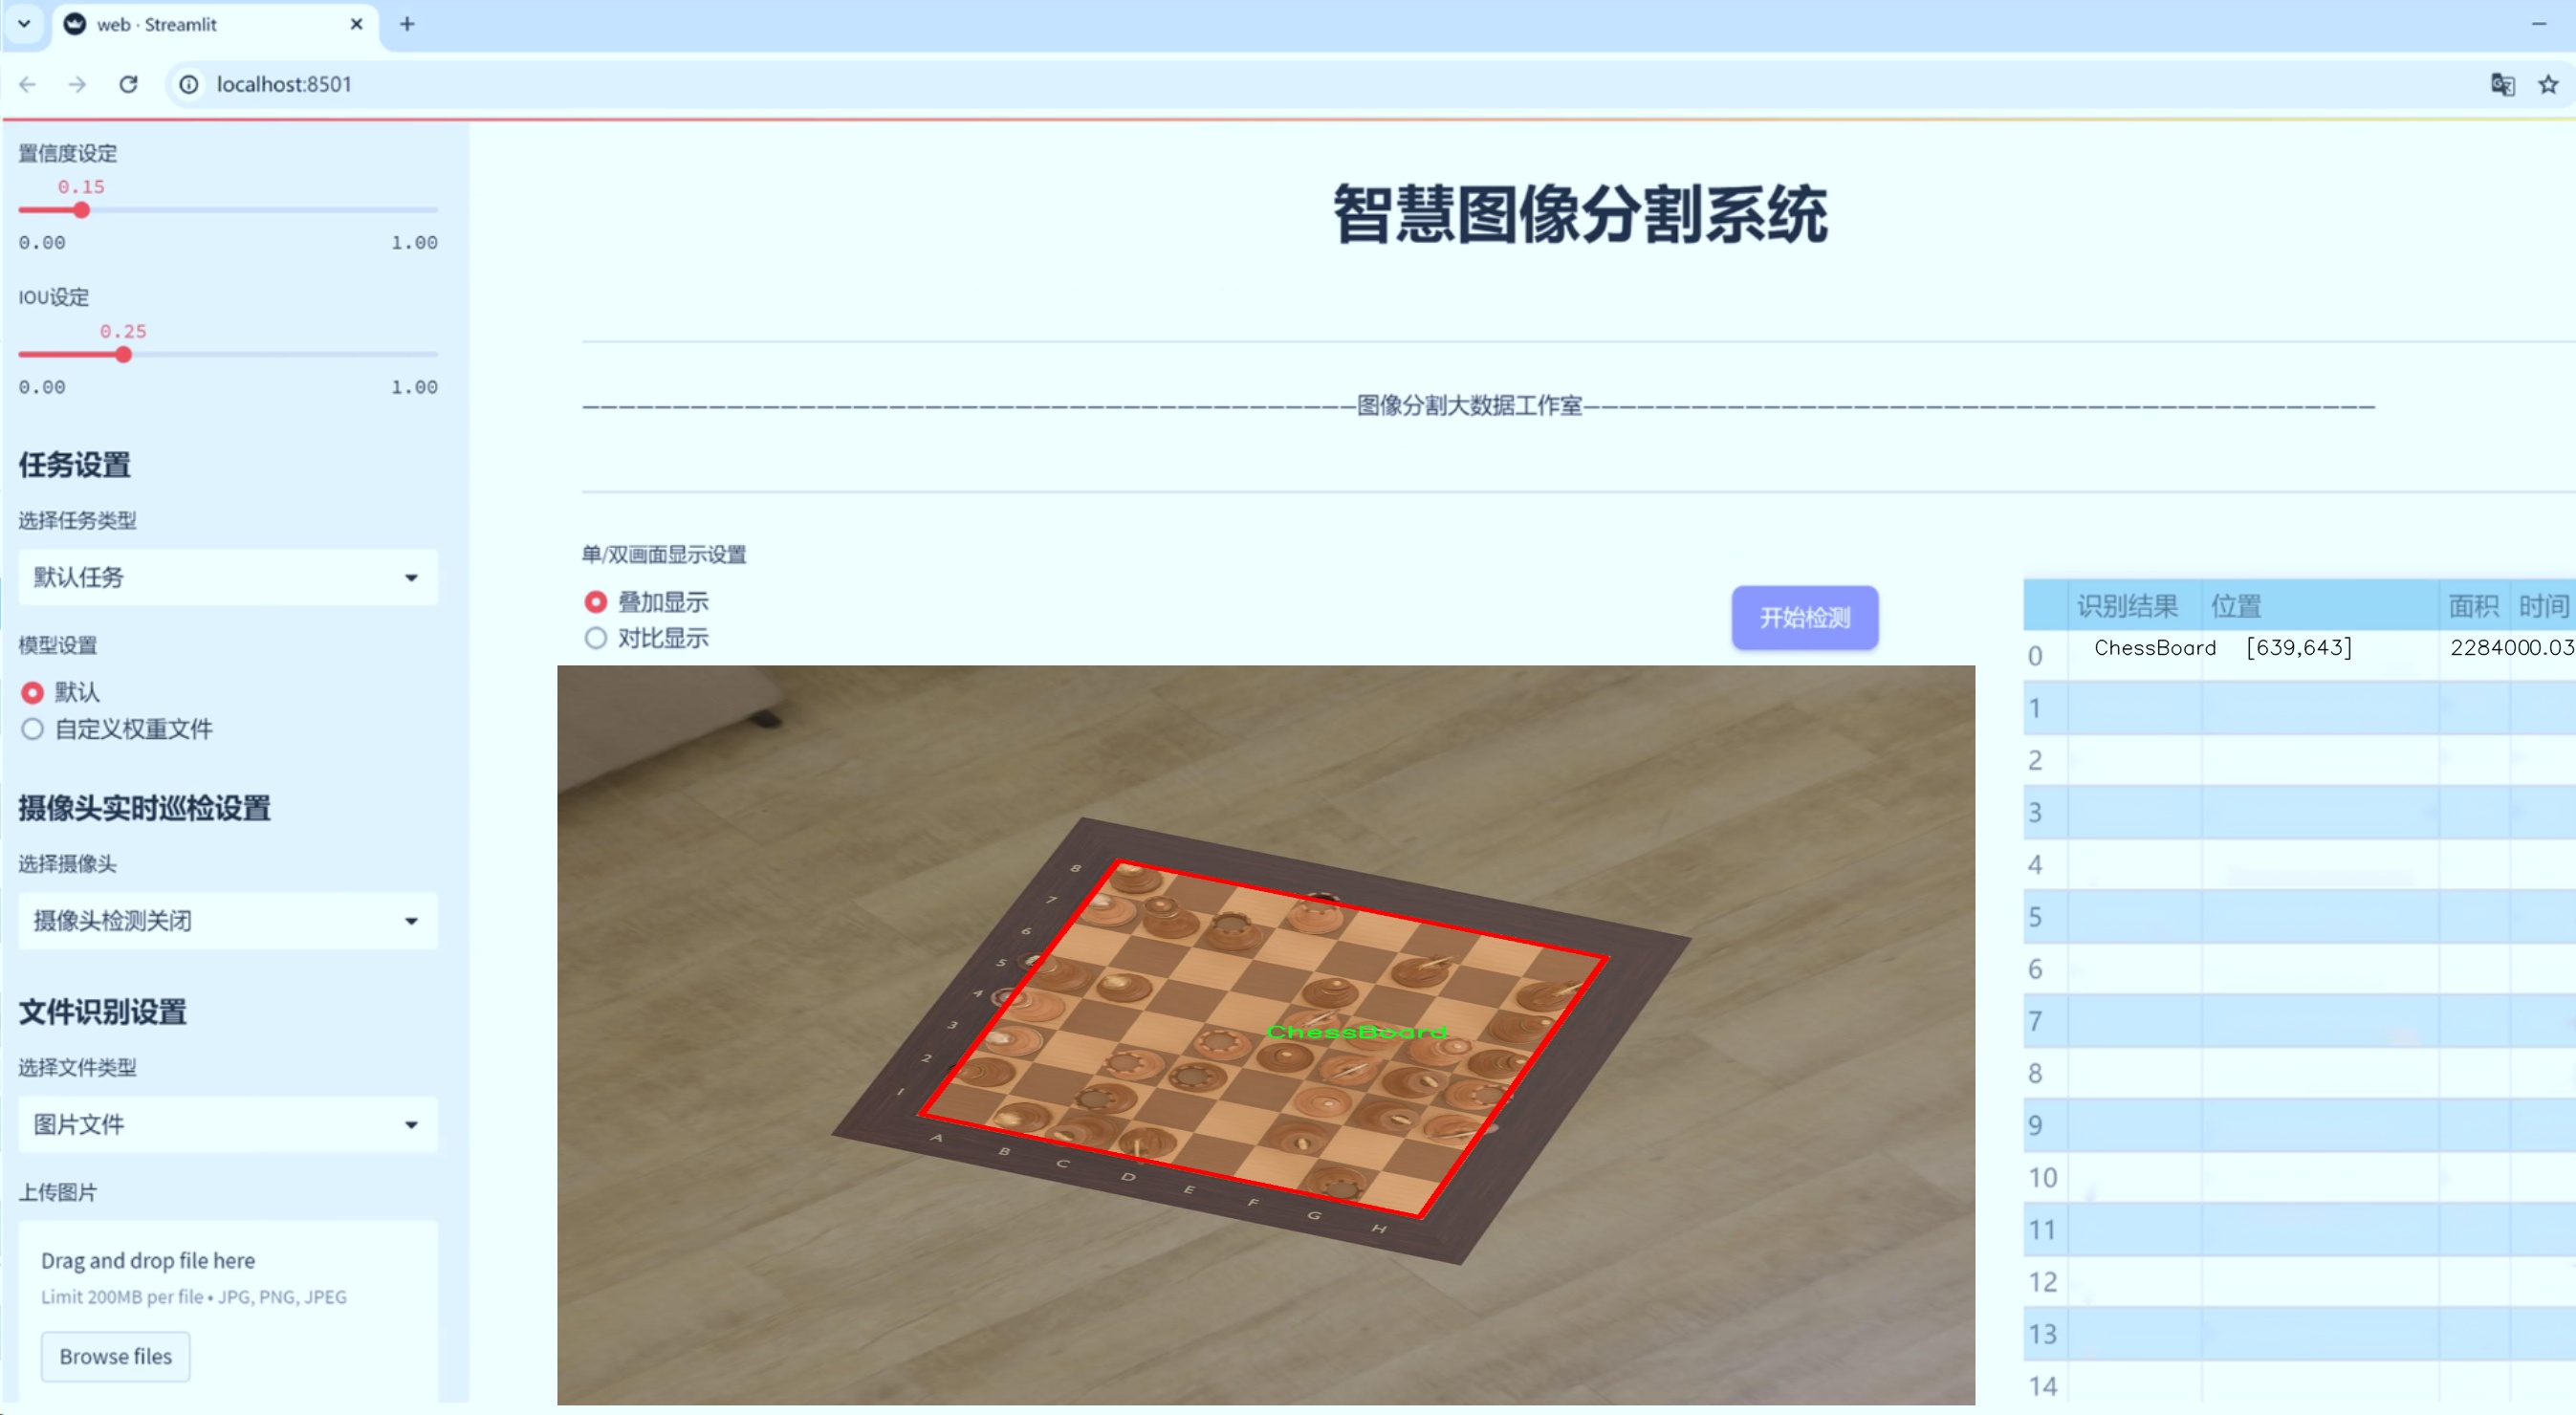 web · Streamlit
localhost:8501
置信度设定
0.15
0.00 1.00
IOU设定
0.25
0.00 1.00
任务设置
选择任务类型
默认任务
模型设置
默认
自定义权重文件
摄像头实时巡检设置
选择摄像头
摄像头检测关闭
文件识别设置
选择文件类型
图片文件
上传图片
Drag and drop file here
Limit 200MB per file • JPG, PNG, JPEG
Browse files
智慧图像分割系统
———————————————————————————————————————————图像分割大数据工作室————————————————————————————————————————————
单/双画面显示设置
叠加显示
对比显示
开始检测
8
7
6
5
4
3
2
1
A B C D E F G H
ChessBoard
识别结果 位置 面积 时间
0 ChessBoard [639,643] 2284000.03
1
2
3
4
5
6
7
8
9
10
11
12
13
14